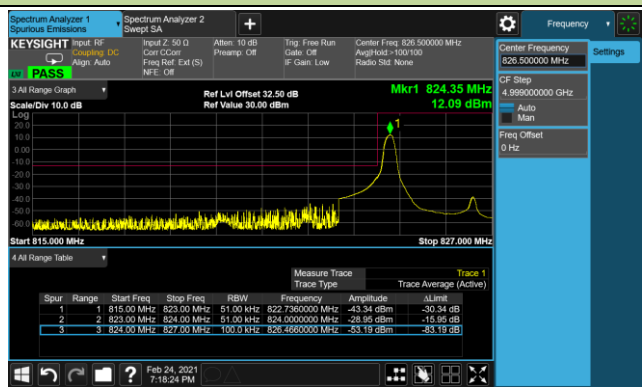 Spectrum Analyzer 1
Spurious Emissions
Spectrum Analyzer 2
Swept SA
Frequency
KEYSIGHT
Input: RF
Coupling: DC
Align: Auto
Input Z: 50 Ω
Corr CCorr
Freq Ref: Ext (S)
NFE: Off
Atten: 10 dB
Preamp: Off
Trig: Free Run
Gate: Off
IF Gain: Low
Center Freq: 826.500000 MHz
Avg|Hold:>100/100
Radio Std: None
PASS
Center Frequency
826.500000 MHz
Settings
CF Step
4.999000000 GHz
Auto
Man
Freq Offset
0 Hz
3 All Range Graph
Scale/Div 10.0 dB
Ref Lvl Offset 32.50 dB
Ref Value 30.00 dBm
Mkr1 824.35 MHz
12.09 dBm
Log
20.0
10.0
0.00
-10.0
-20.0
-30.0
-40.0
-50.0
-60.0
1
Start 815.000 MHz
Stop 827.000 MHz
4 All Range Table
Measure Trace Trace 1
Trace Type Trace Average (Active)
Spur Range Start Freq Stop Freq RBW Frequency Amplitude ΔLimit
1 1 815.00 MHz 823.00 MHz 51.00 kHz 822.7360000 MHz -43.34 dBm -30.34 dB
2 2 823.00 MHz 824.00 MHz 51.00 kHz 824.0000000 MHz -28.95 dBm -15.95 dB
3 3 824.00 MHz 827.00 MHz 100.0 kHz 826.4660000 MHz -53.19 dBm -83.19 dB
Feb 24, 2021
7:18:24 PM